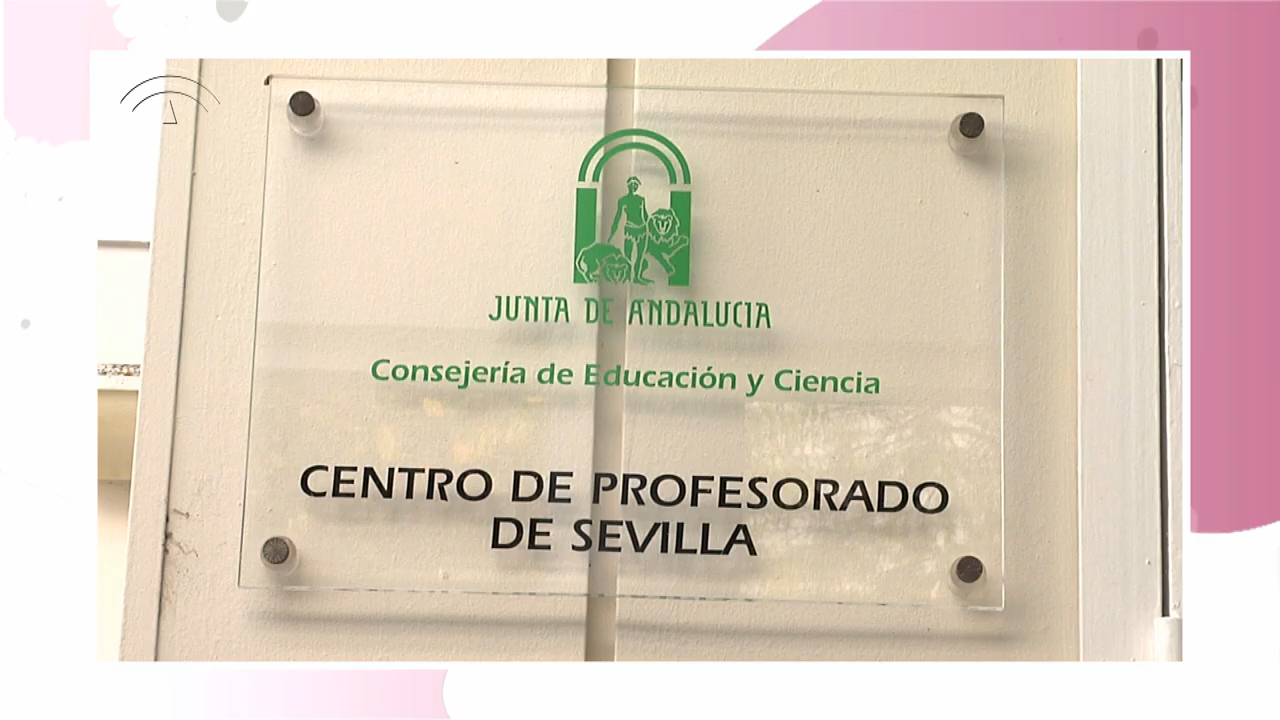 JUNTA DE ANDALUCIA
Consejería de Educación y Ciencia
CENTRO DE PROFESORADO
DE SEVILLA